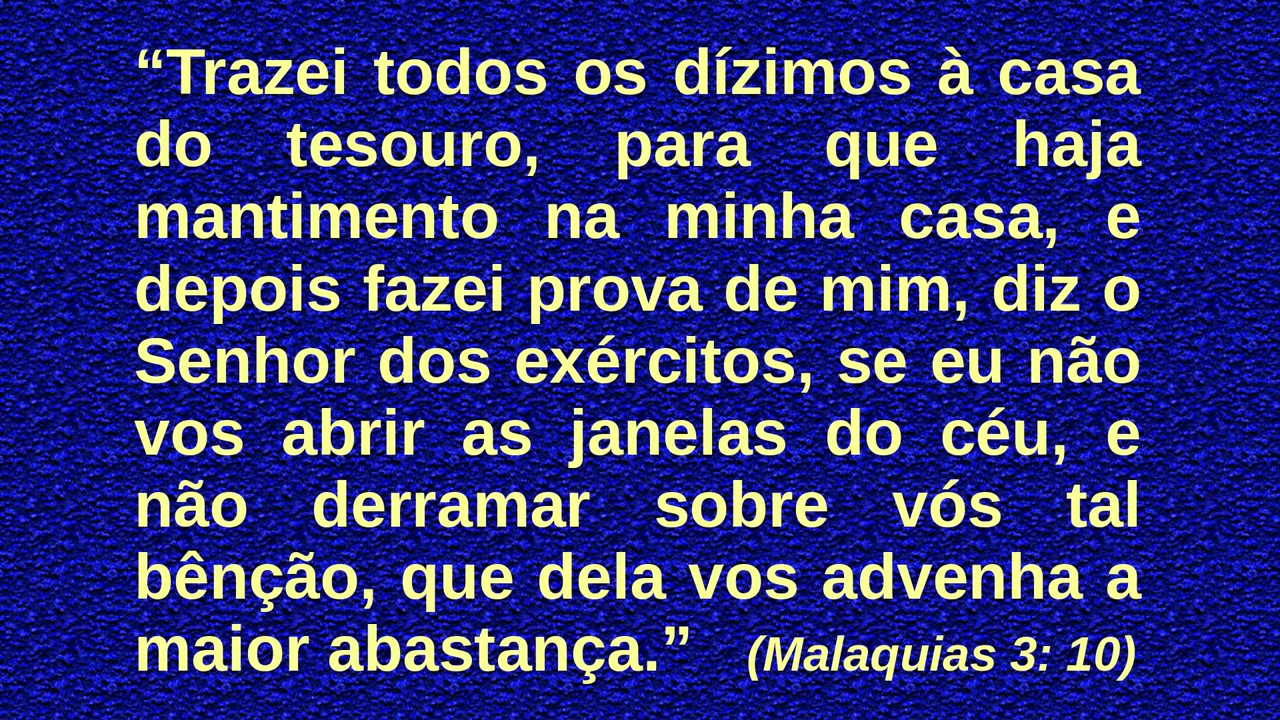 “Trazei todos os dízimos à casa
do tesouro, para que haja
mantimento na minha casa, e
depois fazei prova de mim, diz o
Senhor dos exércitos, se eu não
vos abrir as janelas do céu, e
não derramar sobre vós tal
bênção, que dela vos advenha a
maior abastança.” (Malaquias 3: 10)